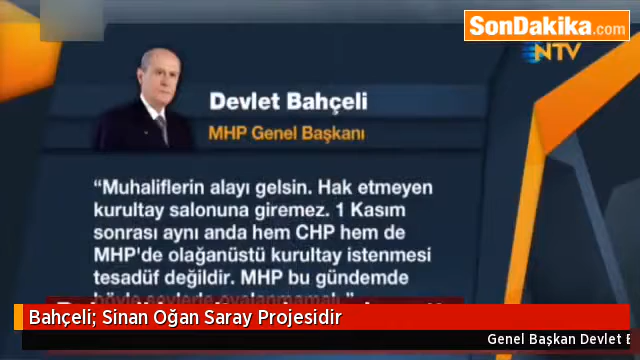 SonDakika.com
NTV
Devlet Bahçeli
MHP Genel Başkanı
“Muhaliflerin alayı gelsin. Hak etmeyen
kurultay salonuna giremez. 1 Kasım
sonrası aynı anda hem CHP hem de
MHP'de olağanüstü kurultay istenmesi
tesadüf değildir. MHP bu gündemde
Bahçeli; Sinan Oğan Saray Projesidir
Genel Başkan Devlet B